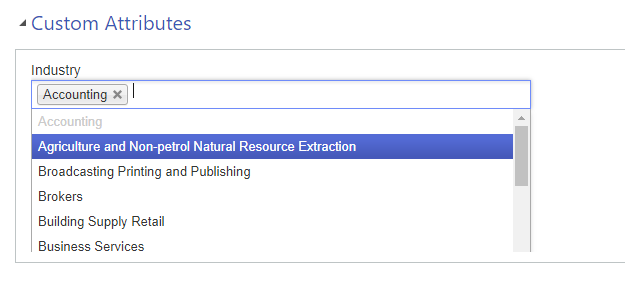 Custom Attributes
Industry
Accounting
Accounting
Agriculture and Non-petrol Natural Resource Extraction
Broadcasting Printing and Publishing
Brokers
Building Supply Retail
Business Services